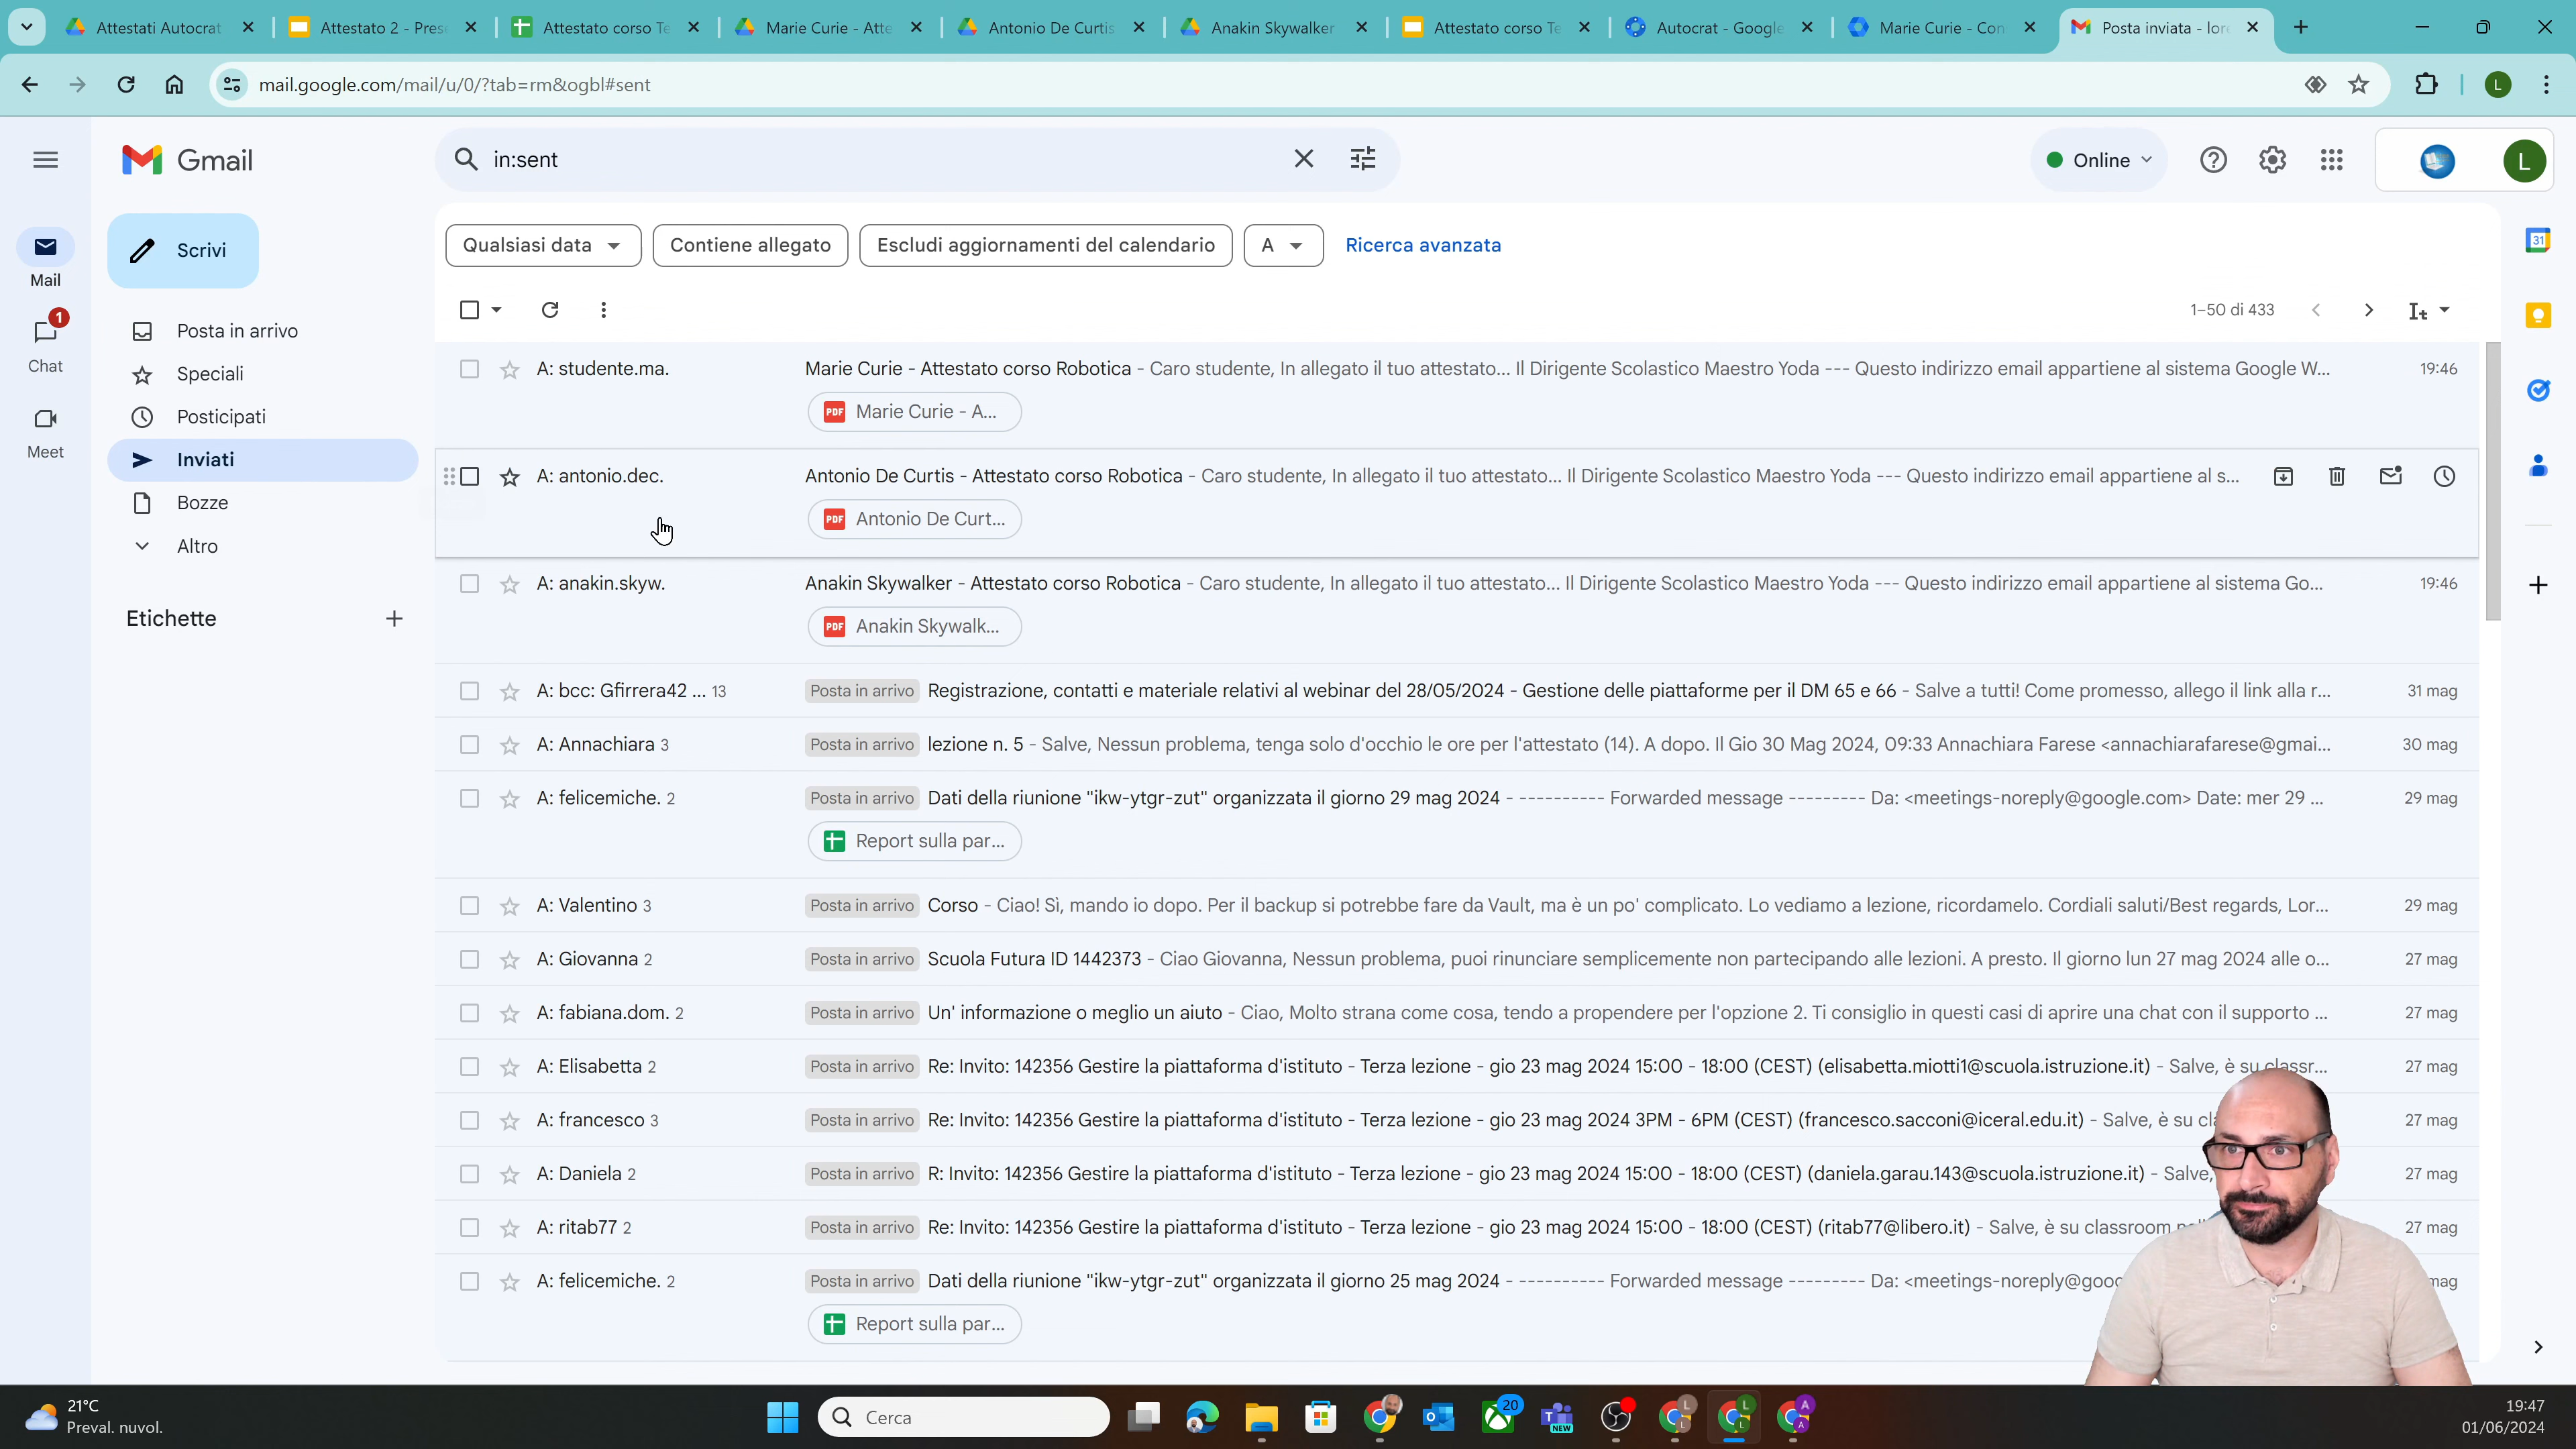 Attestati Autocrat
Attestato 2 - Pres
Attestato corso Te
Marie Curie - Atte
Antonio De Curtis
Anakin Skywalker
Attestato corso Te
Autocrat - Google
Marie Curie - Con
Posta inviata - lor
mail.google.com/mail/u/0/?tab=rm&ogbl#sent
L
Gmail
in:sent
Online
L
Mail
1
Chat
Meet
Scrivi
Posta in arrivo
Speciali
Posticipati
Inviati
Bozze
Altro
Etichette
Qualsiasi data
Contiene allegato
Escludi aggiornamenti del calendario
A
Ricerca avanzata
1–50 di 433
31
A: studente.ma. Marie Curie - Attestato corso Robotica - Caro studente, In allegato il tuo attestato... Il Dirigente Scolastico Maestro Yoda --- Questo indirizzo email appartiene al sistema Google W... 19:46
PDF Marie Curie - A...
A: antonio.dec. Antonio De Curtis - Attestato corso Robotica - Caro studente, In allegato il tuo attestato... Il Dirigente Scolastico Maestro Yoda --- Questo indirizzo email appartiene al s...
PDF Antonio De Curt...
A: anakin.skyw. Anakin Skywalker - Attestato corso Robotica - Caro studente, In allegato il tuo attestato... Il Dirigente Scolastico Maestro Yoda --- Questo indirizzo email appartiene al sistema Go... 19:46
PDF Anakin Skywalk...
A: bcc: Gfirrera42 ... 13 Posta in arrivo Registrazione, contatti e materiale relativi al webinar del 28/05/2024 - Gestione delle piattaforme per il DM 65 e 66 - Salve a tutti! Come promesso, allego il link alla r... 31 mag
A: Annachiara 3 Posta in arrivo lezione n. 5 - Salve, Nessun problema, tenga solo d'occhio le ore per l'attestato (14). A dopo. Il Gio 30 Mag 2024, 09:33 Annachiara Farese <annachiarafarese@gmai... 30 mag
A: felicemiche. 2 Posta in arrivo Dati della riunione "ikw-ytgr-zut" organizzata il giorno 29 mag 2024 - ---------- Forwarded message --------- Da: <meetings-noreply@google.com> Date: mer 29 ... 29 mag
Report sulla par...
A: Valentino 3 Posta in arrivo Corso - Ciao! Sì, mando io dopo. Per il backup si potrebbe fare da Vault, ma è un po' complicato. Lo vediamo a lezione, ricordamelo. Cordiali saluti/Best regards, Lor... 29 mag
A: Giovanna 2 Posta in arrivo Scuola Futura ID 1442373 - Ciao Giovanna, Nessun problema, puoi rinunciare semplicemente non partecipando alle lezioni. A presto. Il giorno lun 27 mag 2024 alle o... 27 mag
A: fabiana.dom. 2 Posta in arrivo Un' informazione o meglio un aiuto - Ciao, Molto strana come cosa, tendo a propendere per l'opzione 2. Ti consiglio in questi casi di aprire una chat con il supporto ... 27 mag
A: Elisabetta 2 Posta in arrivo Re: Invito: 142356 Gestire la piattaforma d'istituto - Terza lezione - gio 23 mag 2024 15:00 - 18:00 (CEST) (elisabetta.miotti1@scuola.istruzione.it) - Salve, è su classr... 27 mag
A: francesco 3 Posta in arrivo Re: Invito: 142356 Gestire la piattaforma d'istituto - Terza lezione - gio 23 mag 2024 3PM - 6PM (CEST) (francesco.sacconi@iceral.edu.it) - Salve, è su cl 27 mag
A: Daniela 2 Posta in arrivo R: Invito: 142356 Gestire la piattaforma d'istituto - Terza lezione - gio 23 mag 2024 15:00 - 18:00 (CEST) (daniela.garau.143@scuola.istruzione.it) - Salve, 27 mag
A: ritab77 2 Posta in arrivo Re: Invito: 142356 Gestire la piattaforma d'istituto - Terza lezione - gio 23 mag 2024 15:00 - 18:00 (CEST) (ritab77@libero.it) - Salve, è su classroom 27 mag
A: felicemiche. 2 Posta in arrivo Dati della riunione "ikw-ytgr-zut" organizzata il giorno 25 mag 2024 - ---------- Forwarded message --------- Da: <meetings-noreply@goog mag
Report sulla par...
21°C
Preval. nuvol.
Cerca
20
NEW
19:47
01/06/2024